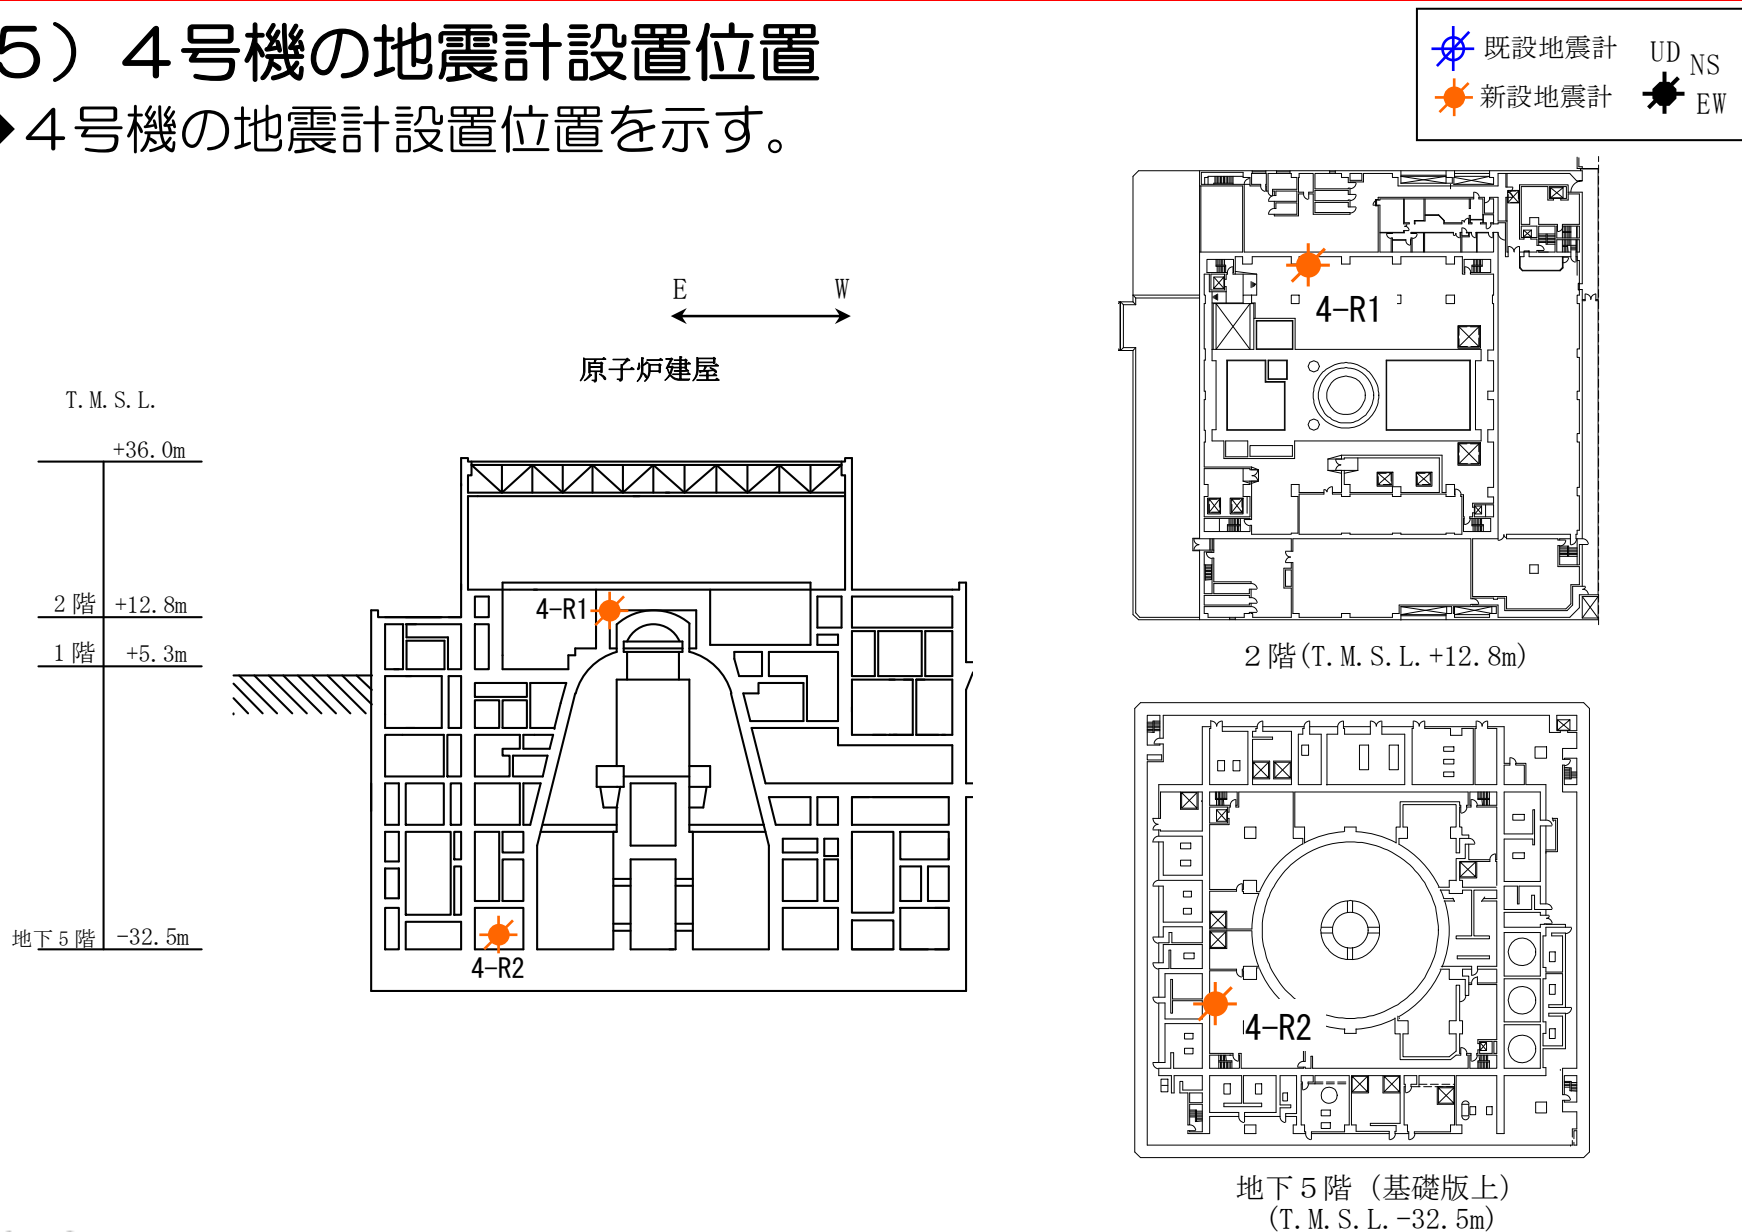 5）４号機の地震計設置位置
◆４号機の地震計設置位置を示す。
既設地震計
新設地震計
UD
NS
EW
E
W
原子炉建屋
T.M.S.L.
+36.0m
2階
+12.8m
1階
+5.3m
地下5階
-32.5m
4-R1
4-R2
4-R1
２階(T.M.S.L.+12.8m)
4-R2
地下５階（基礎版上）
(T.M.S.L.-32.5m)